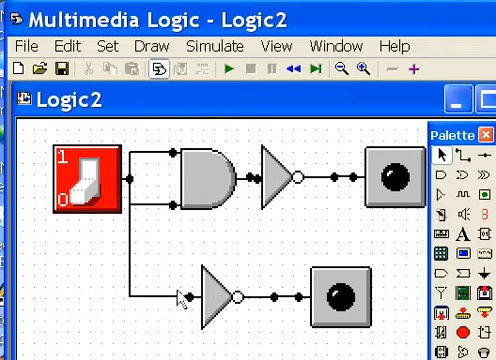 Multimedia Logic - Logic2
File Edit Set Draw Simulate View Window Help
Logic2
Palette
1
0
A
8